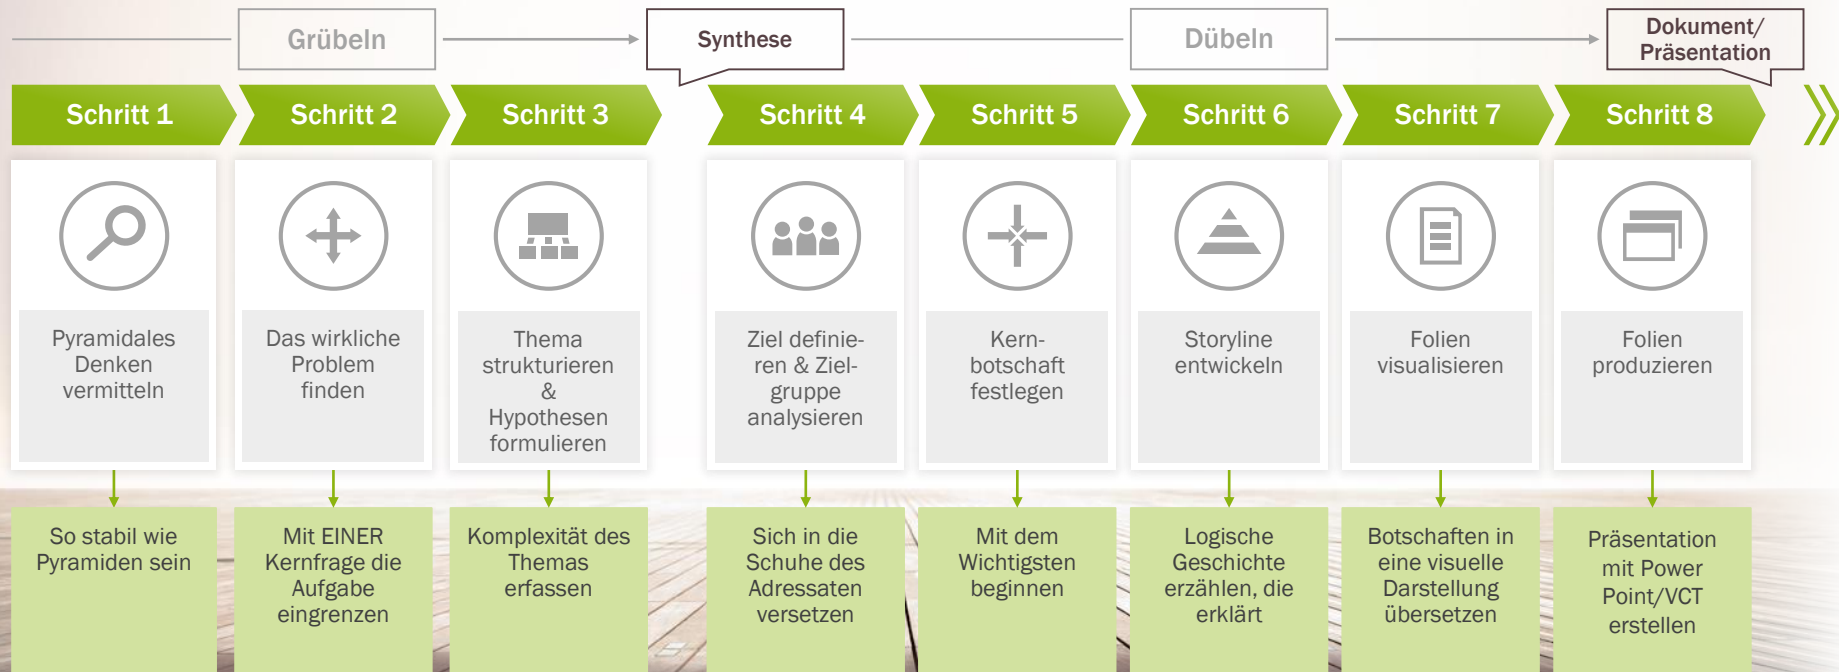 Grübeln
Synthese
Dübeln
Dokument/
Präsentation
Schritt 1
Schritt 2
Schritt 3
Schritt 4
Schritt 5
Schritt 6
Schritt 7
Schritt 8
Pyramidales
Denken
vermitteln
Das wirkliche
Problem
finden
Thema
strukturieren
&
Hypothesen
formulieren
Ziel definie-
ren & Ziel-
gruppe
analysieren
Kern-
botschaft
festlegen
Storyline
entwickeln
Folien
visualisieren
Folien
produzieren
So stabil wie
Pyramiden sein
Mit EINER
Kernfrage die
Aufgabe
eingrenzen
Komplexität des
Themas
erfassen
Sich in die
Schuhe des
Adressaten
versetzen
Mit dem
Wichtigsten
beginnen
Logische
Geschichte
erzählen, die
erklärt
Botschaften in
eine visuelle
Darstellung
übersetzen
Präsentation
mit Power
Point/VCT
erstellen